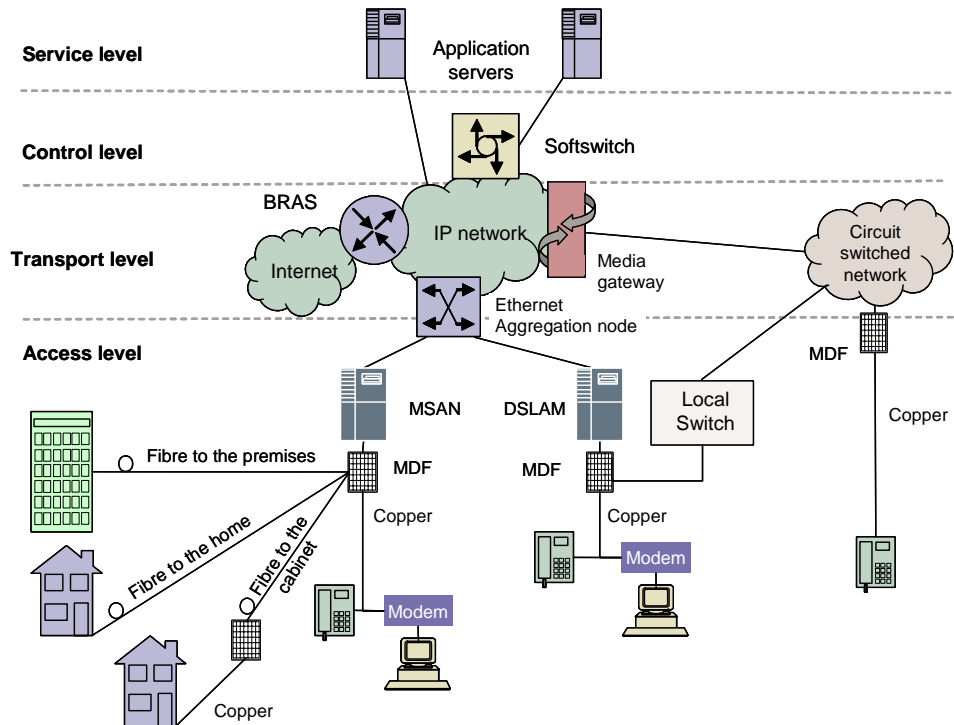 Service level
Application
servers
Control level
Softswitch
BRAS
IP network
Circuit
switched
network
Transport level
Internet
Media
gateway
Ethernet
Aggregation node
Access level
MDF
MSAN
DSLAM
Local
Switch
Copper
Fibre to the premises
MDF
MDF
Copper
Copper
Fibre to the home
Fibre to the
cabinet
Modem
Modem
Copper